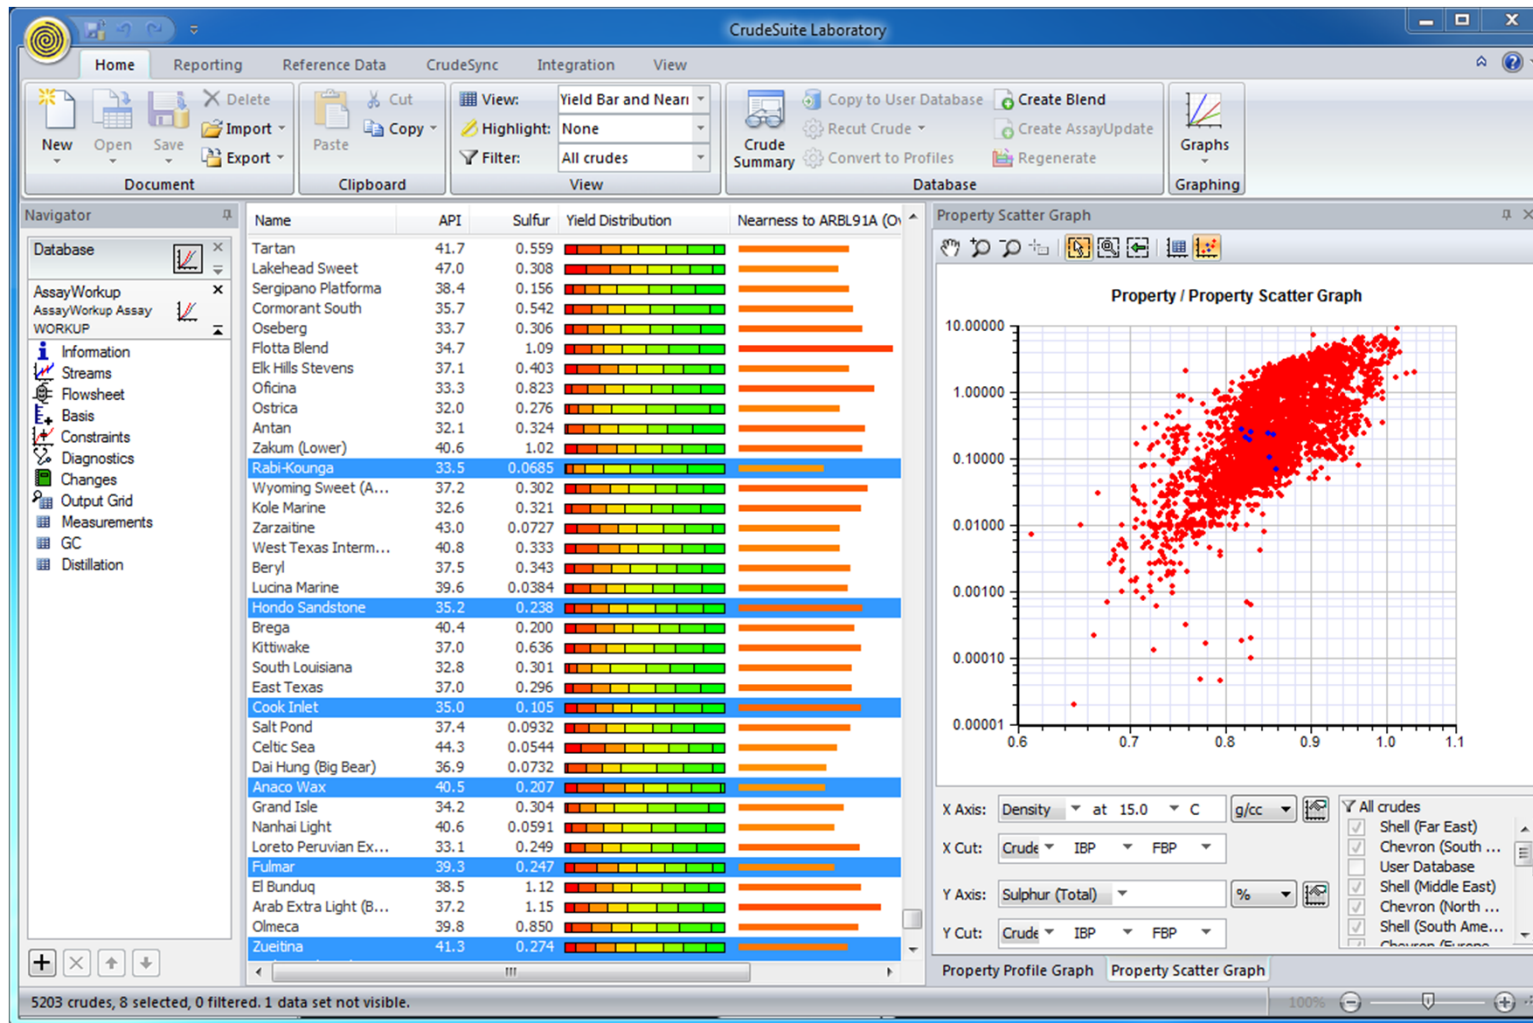 CrudeSuite Laboratory
Home Reporting Reference Data CrudeSync Integration View
New Open Save Delete Import Export
Document
Paste Cut Copy
Clipboard
View: Yield Bar and Near
Highlight: None
Filter: All crudes
View
Crude Summary Copy to User Database Create Blend
Recut Crude Create AssayUpdate
Convert to Profiles Regenerate
Database
Graphs
Graphing
Navigator
Database
AssayWorkup
AssayWorkup Assay
WORKUP
Information
Streams
Flowsheet
Basis
Constraints
Diagnostics
Changes
Output Grid
Measurements
GC
Distillation
Name API Sulfur Yield Distribution Nearness to ARBL91A (Ov
Tartan 41.7 0.559
Lakehead Sweet 47.0 0.308
Sergipano Platforma 38.4 0.156
Cormorant South 35.7 0.542
Oseberg 33.7 0.306
Flotta Blend 34.7 1.09
Elk Hills Stevens 37.1 0.403
Oficina 33.3 0.823
Ostrica 32.0 0.276
Antan 32.1 0.324
Zakum (Lower) 40.6 1.02
Rabi-Kounga 33.5 0.0685
Wyoming Sweet (A... 37.2 0.302
Kole Marine 32.6 0.321
Zarzaitine 43.0 0.0727
West Texas Interm... 40.8 0.333
Beryl 37.5 0.343
Lucina Marine 39.6 0.0384
Hondo Sandstone 35.2 0.238
Brega 40.4 0.200
Kittiwake 37.0 0.636
South Louisiana 32.8 0.301
East Texas 37.0 0.296
Cook Inlet 35.0 0.105
Salt Pond 37.4 0.0932
Celtic Sea 44.3 0.0544
Dai Hung (Big Bear) 36.9 0.0732
Anaco Wax 40.5 0.207
Grand Isle 34.2 0.304
Nanhai Light 40.6 0.0591
Loreto Peruvian Ex... 33.1 0.249
Fulmar 39.3 0.247
El Bunduq 38.5 1.12
Arab Extra Light (B... 37.2 1.15
Olmeca 39.8 0.850
Zueitina 41.3 0.274
Property Scatter Graph
Property / Property Scatter Graph
10.00000
1.00000
0.10000
0.01000
0.00100
0.00010
0.00001
0.6 0.7 0.8 0.9 1.0 1.1
X Axis: Density at 15.0 C g/cc
X Cut: Crude IBP FBP
Y Axis: Sulphur (Total) %
Y Cut: Crude IBP FBP
All crudes
Shell (Far East)
Chevron (South ...
User Database
Shell (Middle East)
Chevron (North ...
Shell (South Ame...
Chevron (Europe
Property Profile Graph Property Scatter Graph
5203 crudes, 8 selected, 0 filtered. 1 data set not visible.
100%